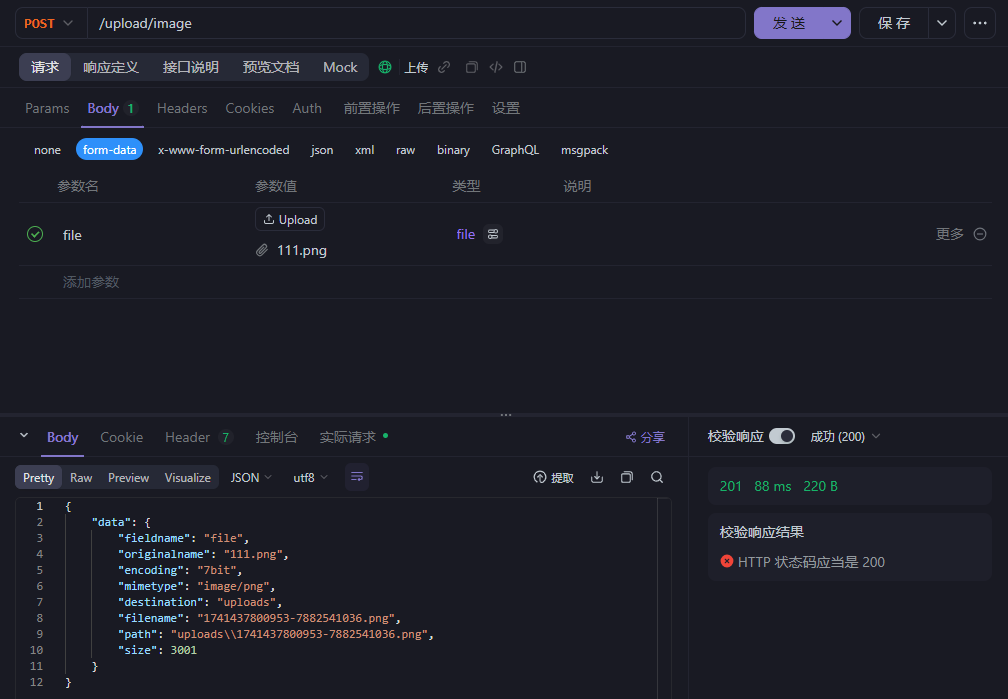 POST /upload/image 发 送 保 存 ...
请求 响应定义 接口说明 预览文档 Mock 上传
Params Body 1 Headers Cookies Auth 前置操作 后置操作 设置
none form-data x-www-form-urlencoded json xml raw binary GraphQL msgpack
参数名 参数值 类型 说明
Upload
file file 更多
111.png
添加参数
Body Cookie Header 7 控制台 实际请求 分享
Pretty Raw Preview Visualize JSON utf8 提取
1 {
2 "data": {
3 "fieldname": "file",
4 "originalname": "111.png",
5 "encoding": "7bit",
6 "mimetype": "image/png",
7 "destination": "uploads",
8 "filename": "1741437800953-7882541036.png",
9 "path": "uploads\\1741437800953-7882541036.png",
10 "size": 3001
11 }
12 }
校验响应 成功 (200)
201 88 ms 220 B
校验响应结果
HTTP 状态码应当是 200